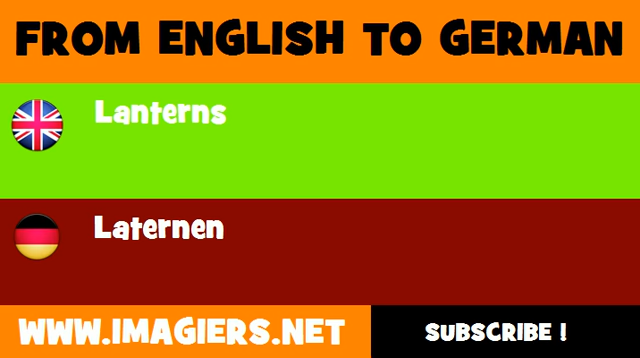 FROM ENGLISH TO GERMAN
Lanterns
Laternen
WWW.IMAGIERS.NET
SUBSCRIBE !